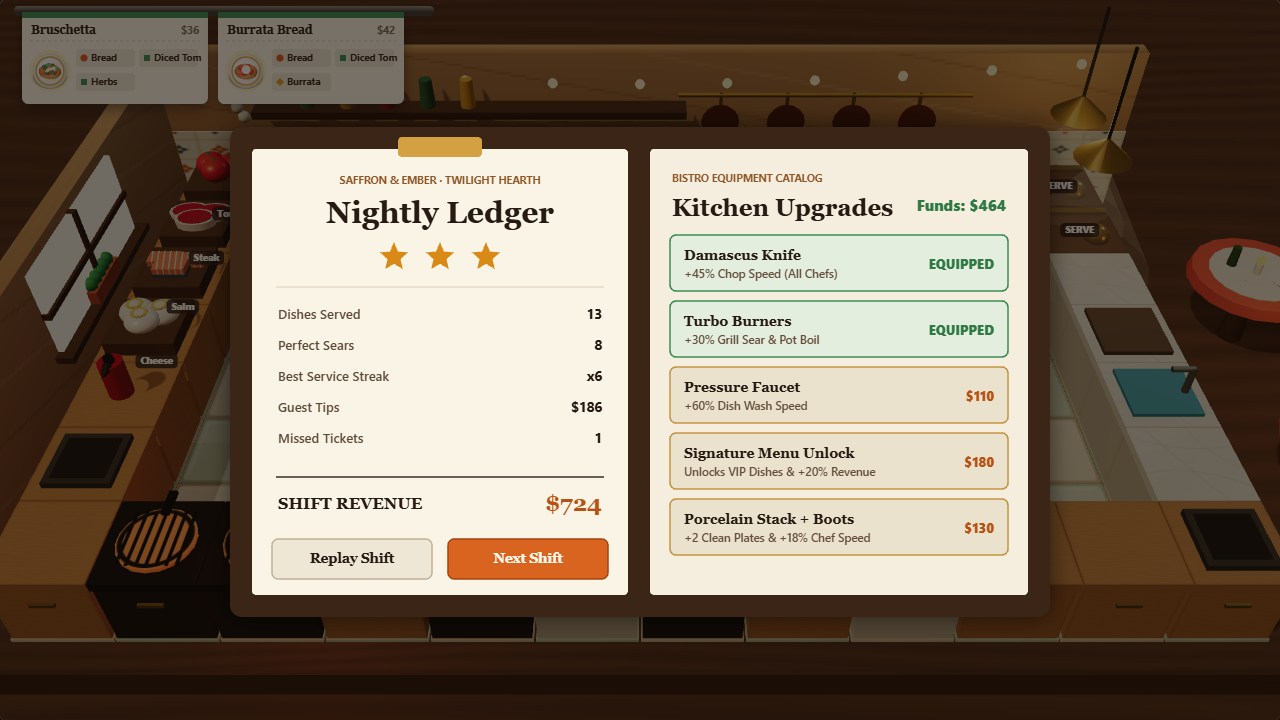 Bruschetta $36
Bread Diced Tom
Herbs
Burrata Bread $42
Bread Diced Tom
Burrata
Steak
Salm
Cheese
SERVE
SAFFRON & EMBER · TWILIGHT HEARTH
Nightly Ledger
Dishes Served 13
Perfect Sears 8
Best Service Streak x6
Guest Tips $186
Missed Tickets 1
SHIFT REVENUE $724
Replay Shift Next Shift
BISTRO EQUIPMENT CATALOG
Kitchen Upgrades Funds: $464
Damascus Knife
+45% Chop Speed (All Chefs)
EQUIPPED
Turbo Burners
+30% Grill Sear & Pot Boil
EQUIPPED
Pressure Faucet
+60% Dish Wash Speed
$110
Signature Menu Unlock
Unlocks VIP Dishes & +20% Revenue
$180
Porcelain Stack + Boots
+2 Clean Plates & +18% Chef Speed
$130